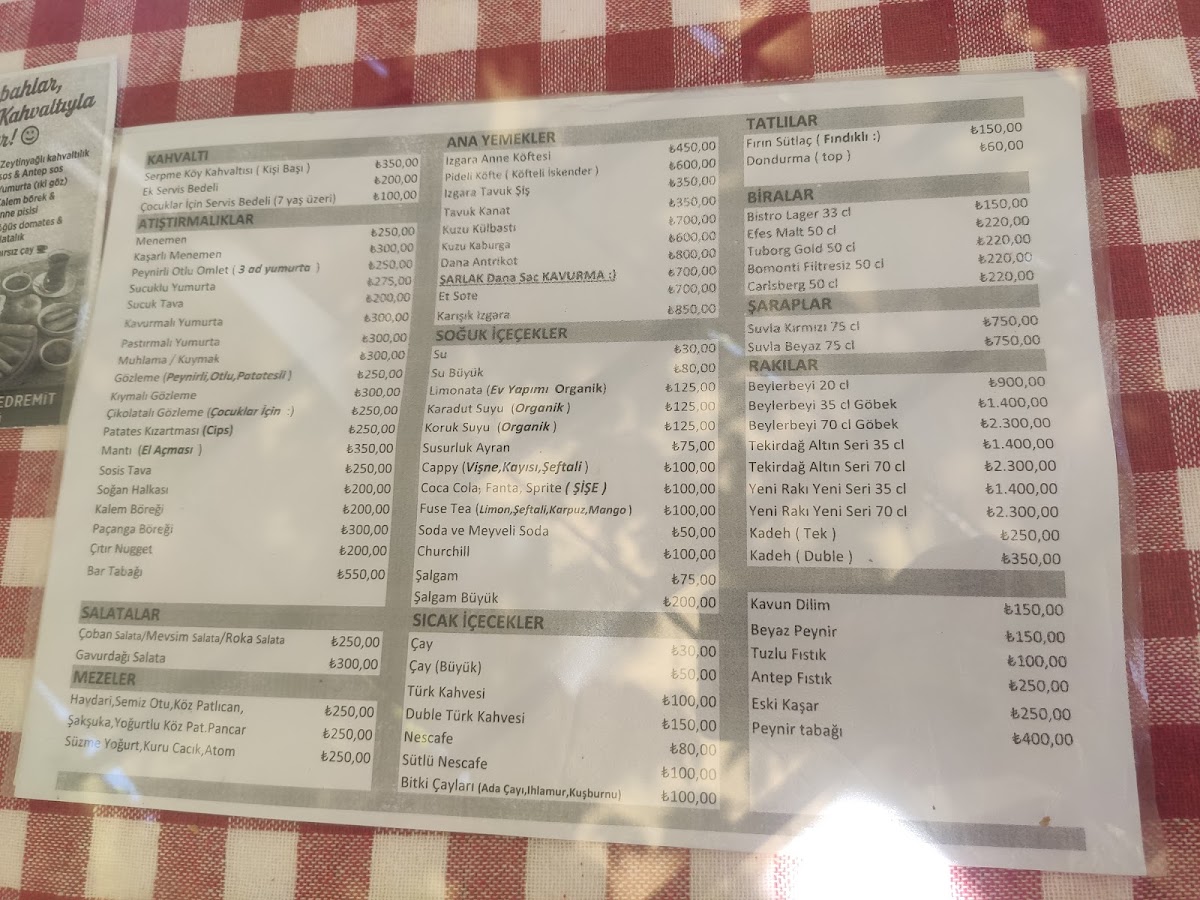 bahlar,
Kahvaltıyla
r!
Zeytinyağlı kahvaltılık
sos & Antep sos
Yumurta (iki göz)
Kalem börek &
nne pisisi
ğüs domates &
latalık
ırsız çay
EDREMİT
KAHVALTI
Serpme Köy Kahvaltısı ( Kişi Başı ) ₺350,00
Ek Servis Bedeli ₺200,00
Çocuklar İçin Servis Bedeli (7 yaş üzeri) ₺100,00
ATIŞTIRMALIKLAR
Menemen ₺250,00
Kaşarlı Menemen ₺300,00
Peynirli Otlu Omlet ( 3 ad yumurta ) ₺250,00
Sucuklu Yumurta ₺275,00
Sucuk Tava ₺200,00
Kavurmalı Yumurta ₺300,00
Pastırmalı Yumurta ₺300,00
Muhlama / Kuymak ₺300,00
Gözleme (Peynirli,Otlu,Patatesli ) ₺250,00
Kıymalı Gözleme ₺300,00
Çikolatalı Gözleme (Çocuklar İçin :) ₺250,00
Patates Kızartması (Cips) ₺250,00
Mantı (El Açması ) ₺350,00
Sosis Tava ₺250,00
Soğan Halkası ₺200,00
Kalem Böreği ₺200,00
Paçanga Böreği ₺300,00
Çıtır Nugget ₺200,00
Bar Tabağı ₺550,00
SALATALAR
Çoban Salata/Mevsim Salata/Roka Salata ₺250,00
Gavurdağı Salata ₺300,00
MEZELER
Haydari,Semiz Otu,Köz Patlıcan, ₺250,00
Şakşuka,Yoğurtlu Köz Pat.Pancar ₺250,00
Süzme Yoğurt,Kuru Cacık,Atom ₺250,00
ANA YEMEKLER
Izgara Anne Köftesi ₺450,00
Pideli Köfte ( Köfteli İskender ) ₺600,00
Izgara Tavuk Şiş ₺350,00
Tavuk Kanat ₺350,00
Kuzu Külbastı ₺700,00
Kuzu Kaburga ₺600,00
Dana Antrikot ₺800,00
ŞARLAK Dana Saç KAVURMA :) ₺700,00
Et Sote ₺700,00
Karışık Izgara ₺850,00
SOĞUK İÇEÇEKLER
Su ₺30,00
Su Büyük ₺80,00
Limonata (Ev Yapımı Organik) ₺125,00
Karadut Suyu (Organik ) ₺125,00
Koruk Suyu (Organik ) ₺125,00
Susurluk Ayran ₺75,00
Cappy (Vişne,Kayısı,Şeftali ) ₺100,00
Coca Cola, Fanta, Sprite ( ŞİŞE ) ₺100,00
Fuse Tea (Limon,Şeftali,Karpuz,Mango ) ₺100,00
Soda ve Meyveli Soda ₺50,00
Churchill ₺100,00
Şalgam ₺75,00
Şalgam Büyük ₺200,00
SICAK İÇECEKLER
Çay ₺30,00
Çay (Büyük) ₺50,00
Türk Kahvesi ₺100,00
Duble Türk Kahvesi ₺150,00
Nescafe ₺80,00
Sütlü Nescafe ₺100,00
Bitki Çayları (Ada Çayı,Ihlamur,Kuşburnu) ₺100,00
TATLILAR
Fırın Sütlaç ( Fındıklı :) ₺150,00
Dondurma ( top ) ₺60,00
BİRALAR
Bistro Lager 33 cl ₺150,00
Efes Malt 50 cl ₺220,00
Tuborg Gold 50 cl ₺220,00
Bomonti Filtresiz 50 cl ₺220,00
Carlsberg 50 cl ₺220,00
ŞARAPLAR
Suvla Kırmızı 75 cl ₺750,00
Suvla Beyaz 75 cl ₺750,00
RAKILAR
Beylerbeyi 20 cl ₺900,00
Beylerbeyi 35 cl Göbek ₺1.400,00
Beylerbeyi 70 cl Göbek ₺2.300,00
Tekirdağ Altın Seri 35 cl ₺1.400,00
Tekirdağ Altın Seri 70 cl ₺2.300,00
Yeni Rakı Yeni Seri 35 cl ₺1.400,00
Yeni Rakı Yeni Seri 70 cl ₺2.300,00
Kadeh ( Tek ) ₺250,00
Kadeh ( Duble ) ₺350,00
Kavun Dilim ₺150,00
Beyaz Peynir ₺150,00
Tuzlu Fıstık ₺100,00
Antep Fıstık ₺250,00
Eski Kaşar ₺250,00
Peynir tabağı ₺400,00